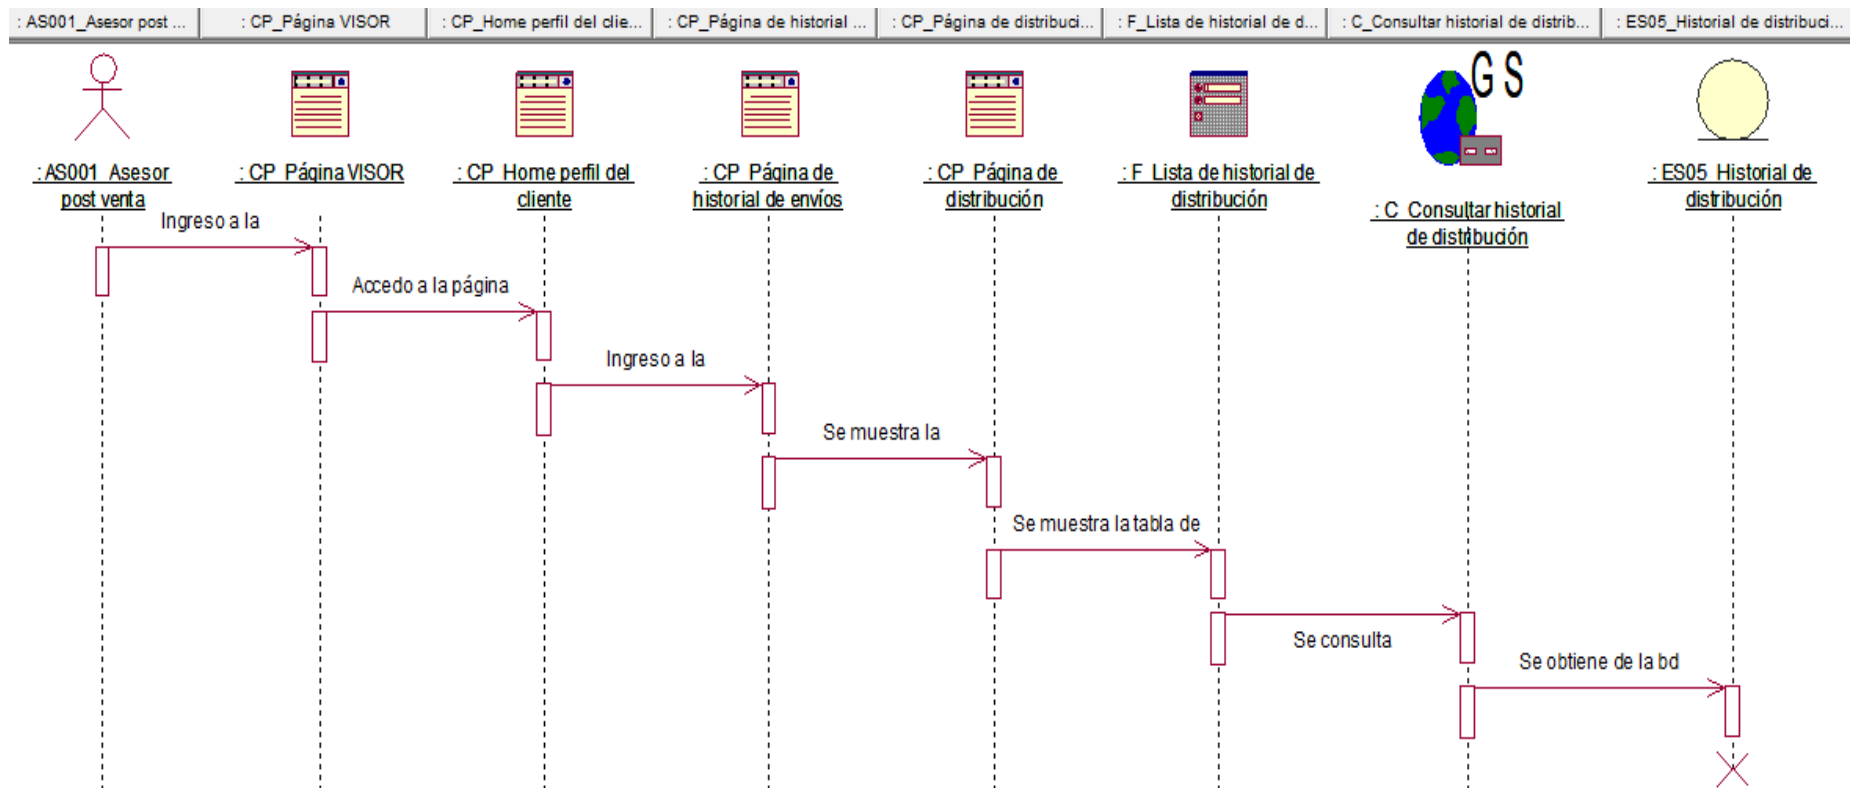 : AS001_Asesor post ...
: CP_Página VISOR
: CP_Home perfil del clie...
: CP_Página de historial ...
: CP_Página de distribuci...
: F_Lista de historial de d...
: C_Consultar historial de distrib...
: ES05_Historial de distribuci...
GS
: AS001_Asesor
post venta
: CP_Página VISOR
: CP_Home perfil del
cliente
: CP_Página de
historial de envíos
: CP_Página de
distribución
: F_Lista de historial de
distribución
: C_Consultar historial
de distribución
: ES05_Historial de
distribución
Ingreso a la
Accedo a la página
Ingreso a la
Se muestra la
Se muestra la tabla de
Se consulta
Se obtiene de la bd